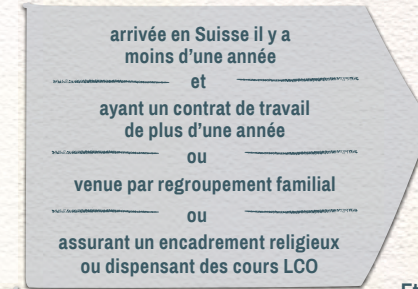 arrivée en Suisse il y a
moins d'une année
et
ayant un contrat de travail
de plus d'une année
ou
venue par regroupement familial
ou
assurant un encadrement religieux
ou dispensant des cours LCO